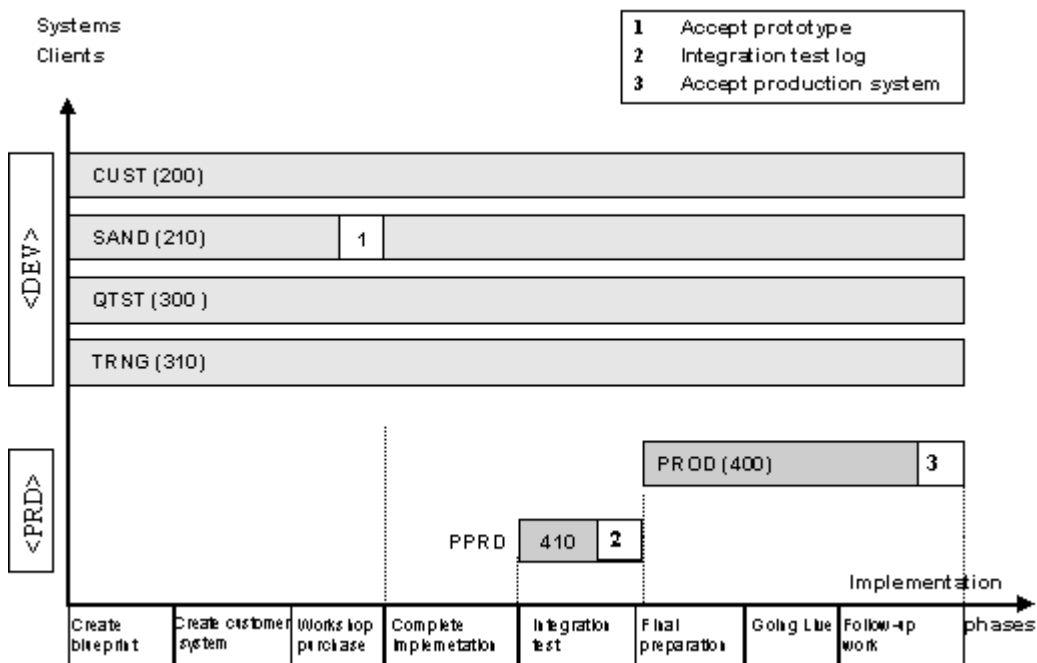 Systems
Clients
1 Accept prototype
2 Integration test log
3 Accept production system
<DEV>
CUST (200)
SAND (210) 1
QTST (300 )
TRNG (310)
<PRD>
PROD (400) 3
PPRD 410 2
Implementation
phases
Create
blueprint
Create customer
system
Workshop
purchase
Complete
Implemetation
Integration
test
Final
preparation
Going Live
Follow-up
work